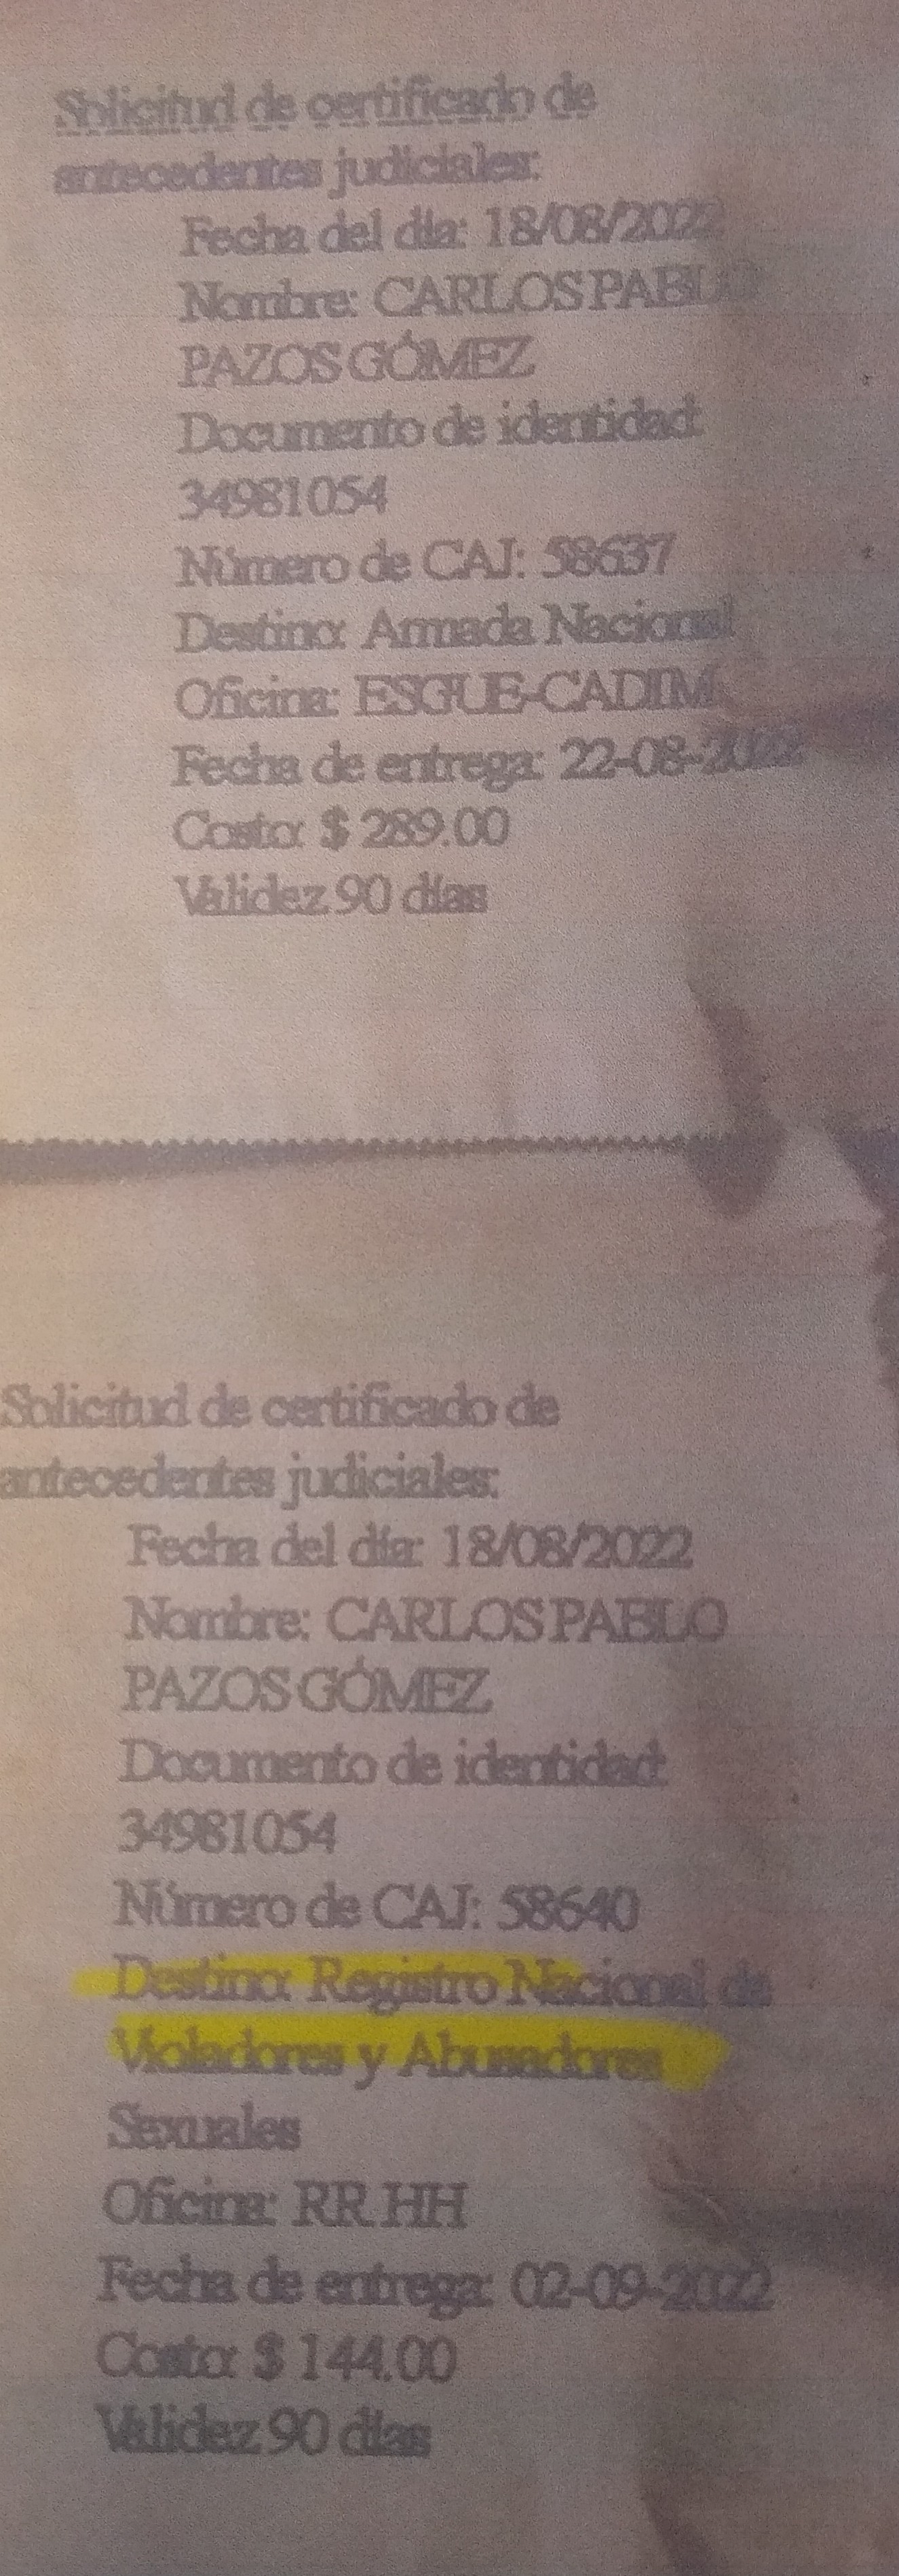 Solicitud de certificado de
antecedentes judiciales:
Fecha del día: 18/08/2022
Nombre: CARLOS PABLO
PAZOS GÓMEZ
Documento de identidad:
34981054
Número de CAJ: 58637
Destino: Armada Nacional
Oficina: ESGUE-CADIM
Fecha de entrega: 22-08-2022
Costo: $ 289.00
Validez 90 días
Solicitud de certificado de
antecedentes judiciales:
Fecha del día: 18/08/2022
Nombre: CARLOS PABLO
PAZOS GÓMEZ
Documento de identidad:
34981054
Número de CAJ: 58640
Destino: Registro Nacional de
Violadores y Abusadores
Sexuales
Oficina: RR.HH
Fecha de entrega: 02-09-2022
Costo: $ 144.00
Validez 90 días